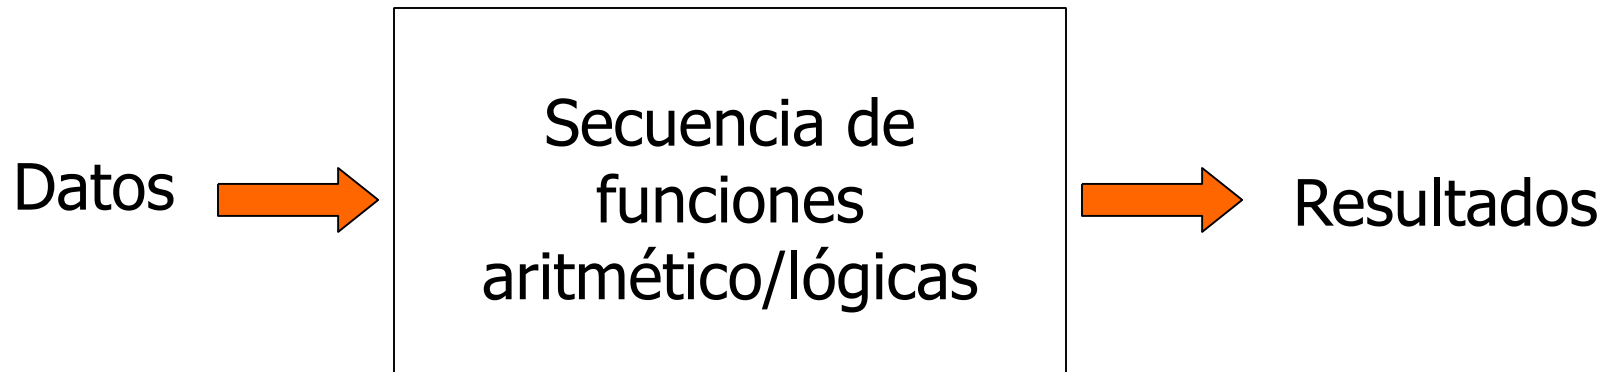 Datos
Secuencia de
funciones
aritmético/lógicas
Resultados